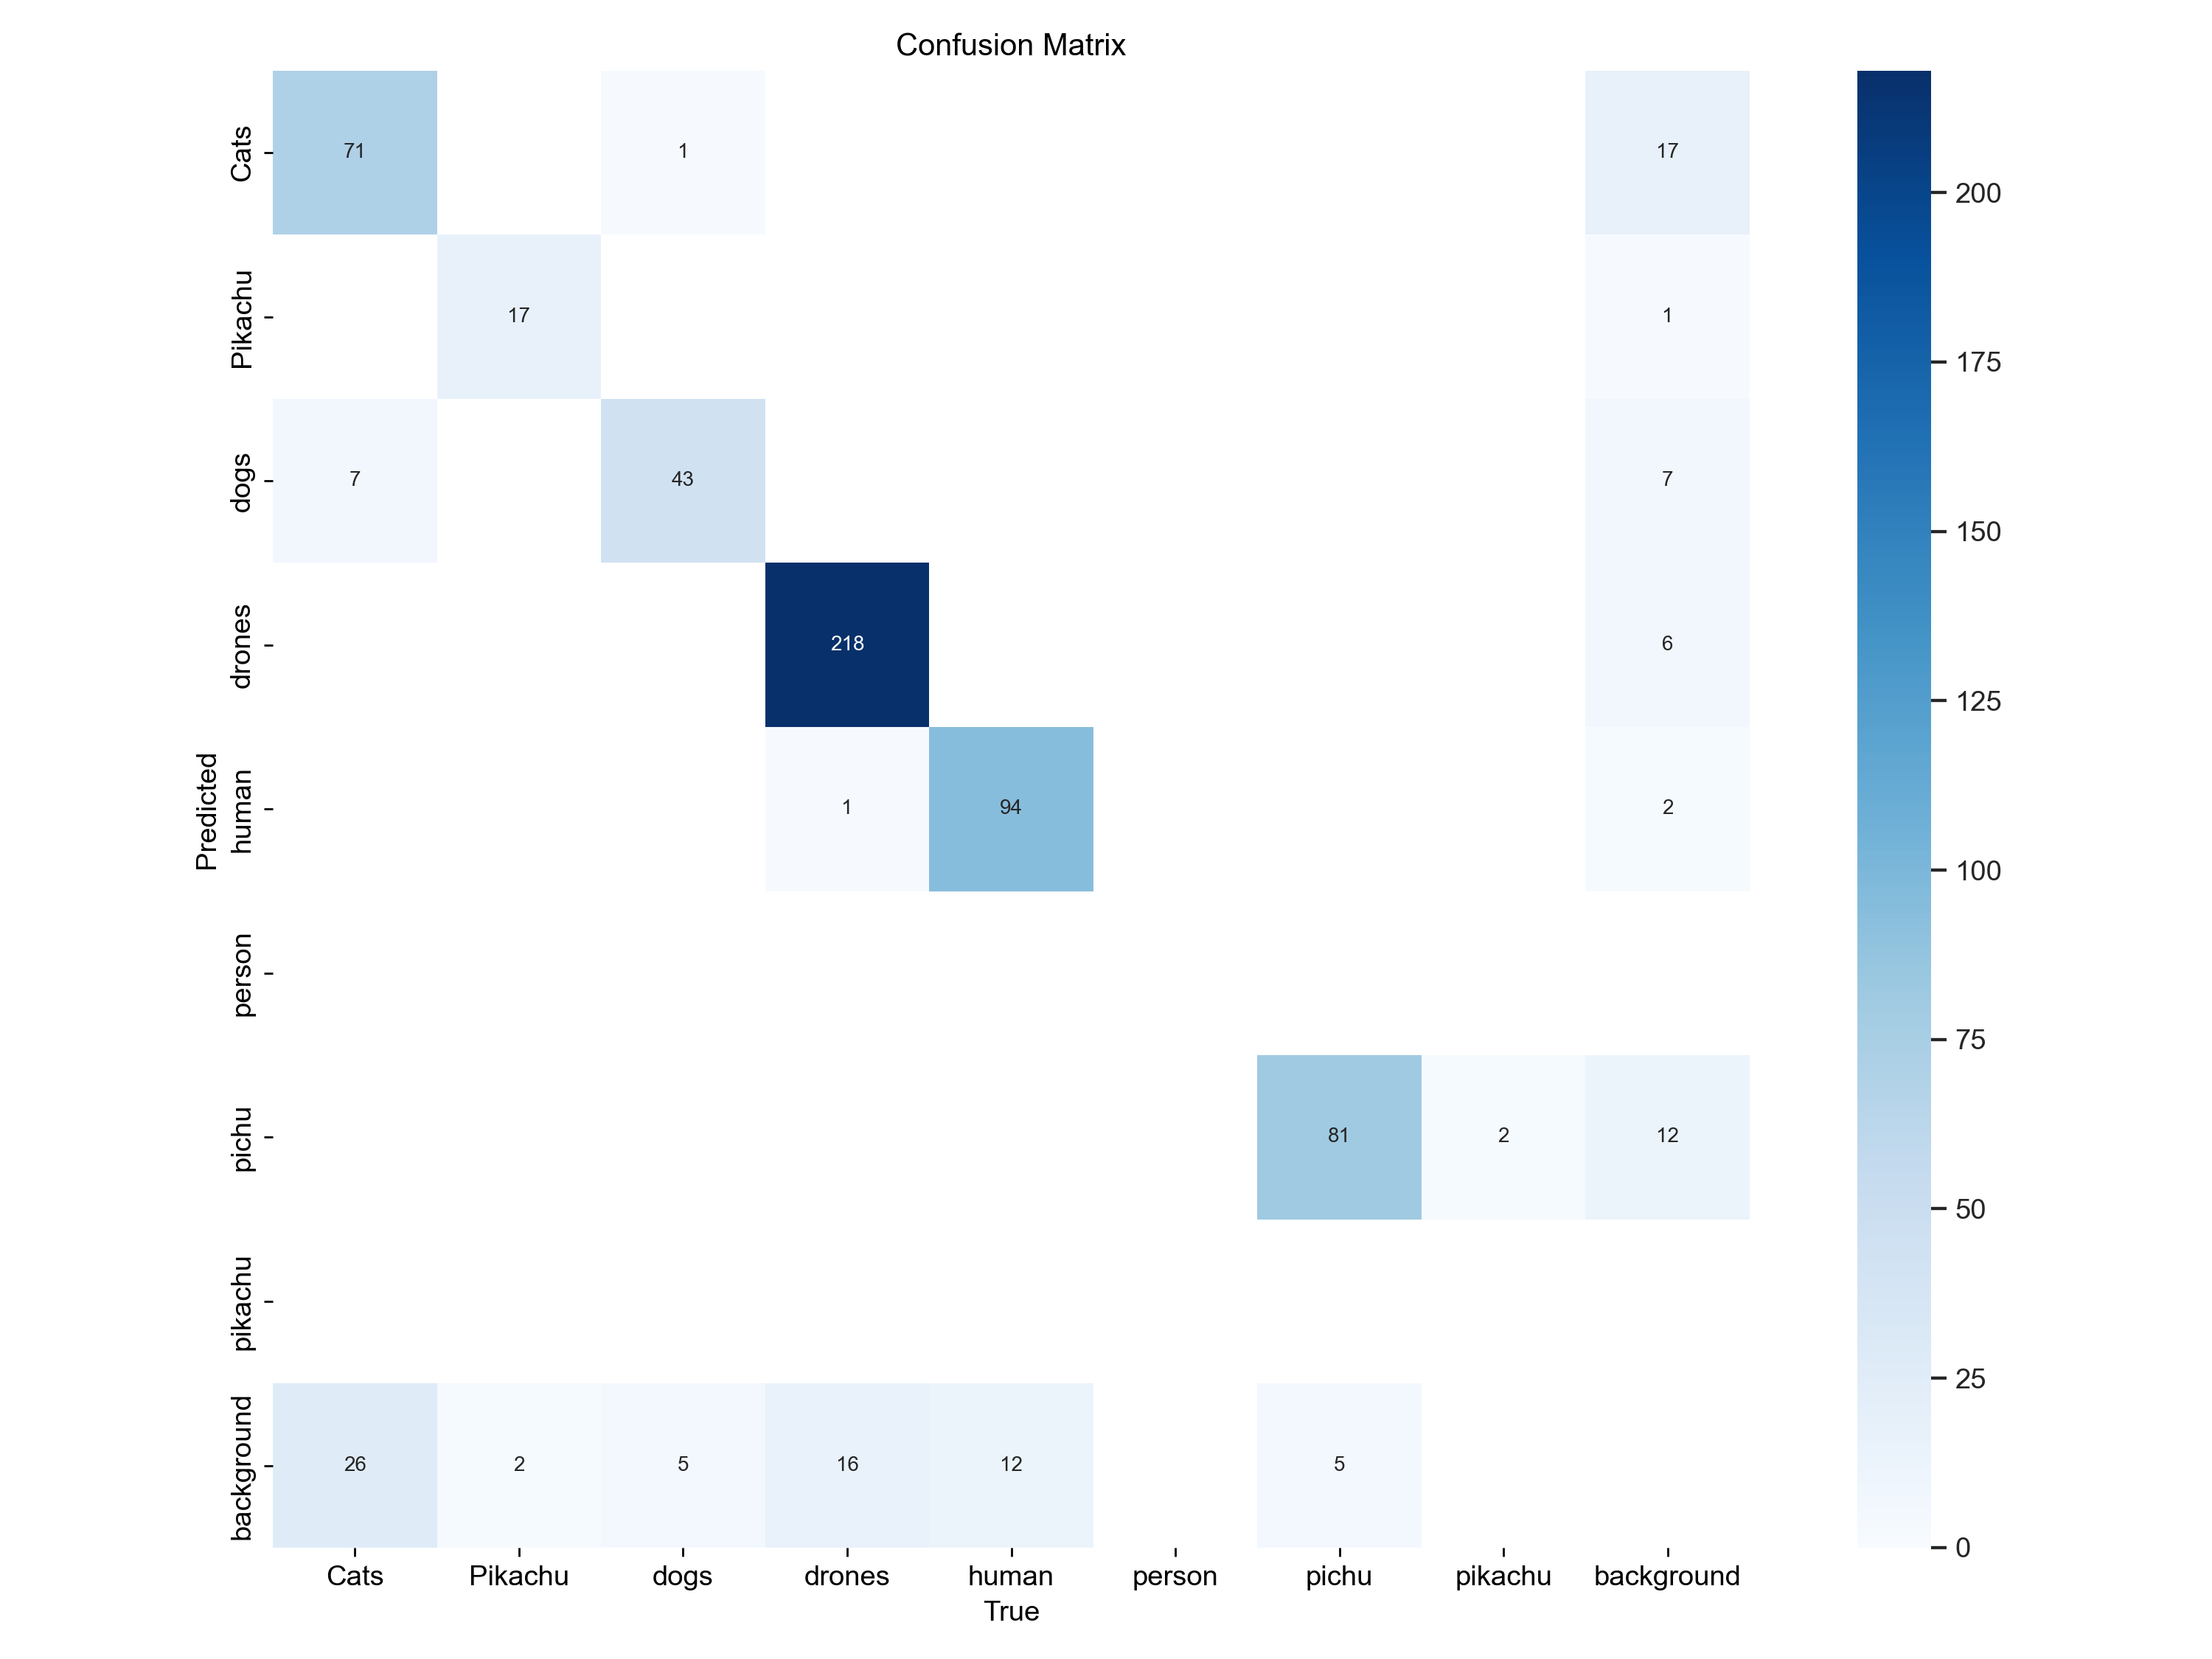 Confusion Matrix
Cats 71 1 17
Pikachu 17 1
dogs 7 43 7
drones 218 6
Predicted
human 1 94 2
person
pichu 81 2 12
pikachu
background 26 2 5 16 12 5
Cats Pikachu dogs drones human person pichu pikachu background
True
200
175
150
125
100
75
50
25
0